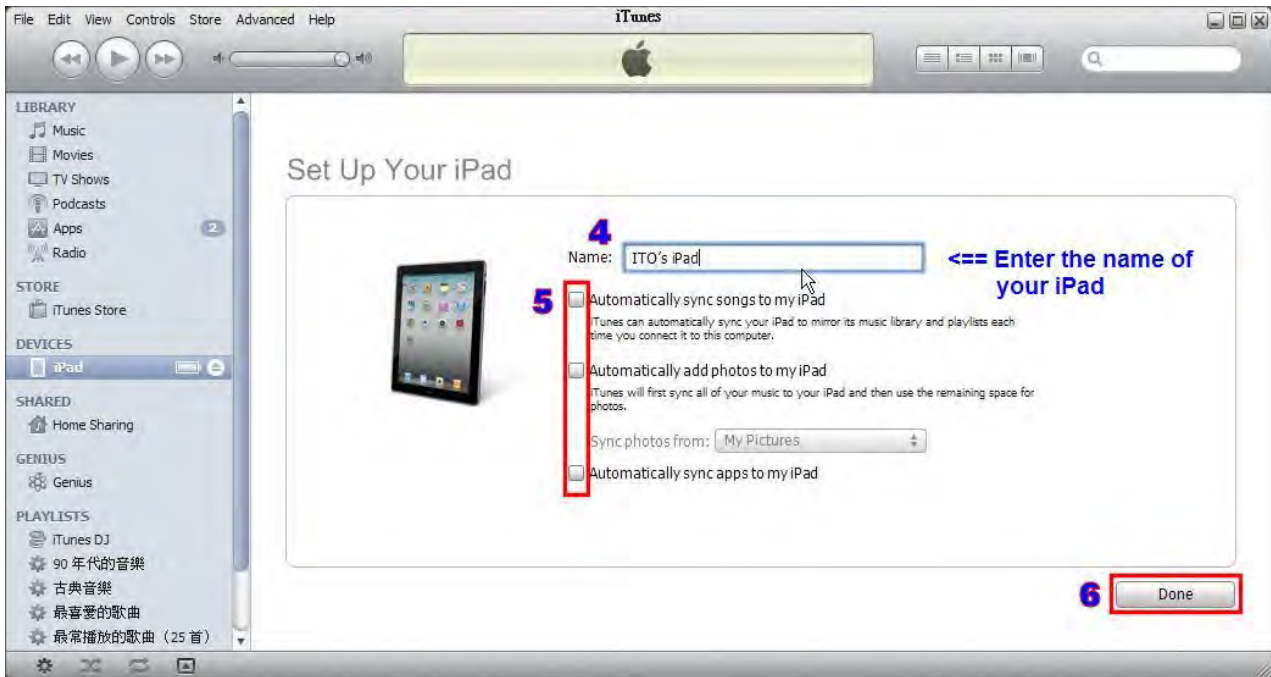 File Edit View Controls Store Advanced Help
iTunes
LIBRARY
Music
Movies
TV Shows
Podcasts
Apps 2
Radio
STORE
iTunes Store
DEVICES
iPad
SHARED
Home Sharing
GENIUS
Genius
PLAYLISTS
iTunes DJ
90 年代的音樂
古典音樂
最喜愛的歌曲
最常播放的歌曲（25 首）
Set Up Your iPad
4
Name: ITO's iPad
<== Enter the name of
your iPad
5
Automatically sync songs to my iPad
iTunes can automatically sync your iPad to mirror its music library and playlists each
time you connect it to this computer.
Automatically add photos to my iPad
iTunes will first sync all of your music to your iPad and then use the remaining space for
photos.
Sync photos from: My Pictures
Automatically sync apps to my iPad
6 Done